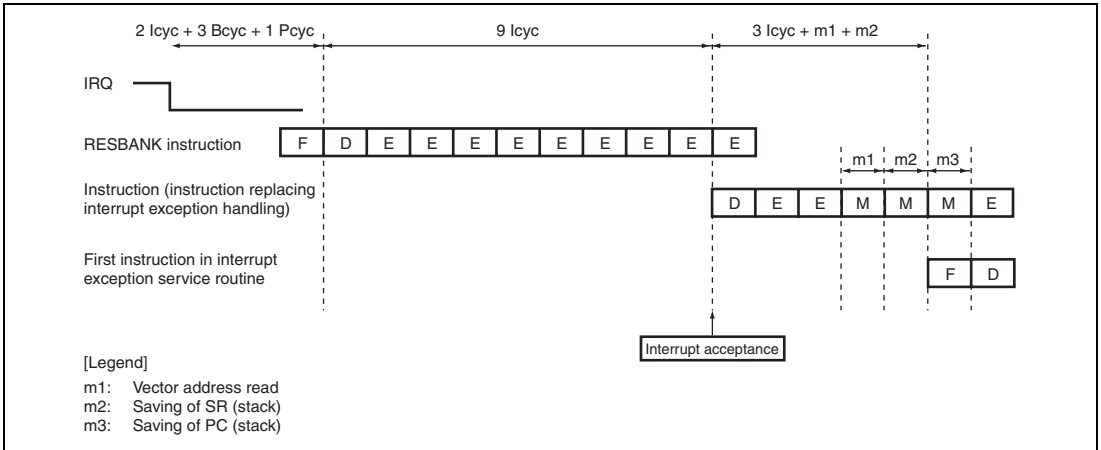 2 Icyc + 3 Bcyc + 1 Pcyc 9 Icyc 3 Icyc + m1 + m2
IRQ
RESBANK instruction F D E E E E E E E E E
m1 m2 m3
Instruction (instruction replacing
interrupt exception handling) D E E M M M E
First instruction in interrupt
exception service routine F D
Interrupt acceptance
[Legend]
m1: Vector address read
m2: Saving of SR (stack)
m3: Saving of PC (stack)